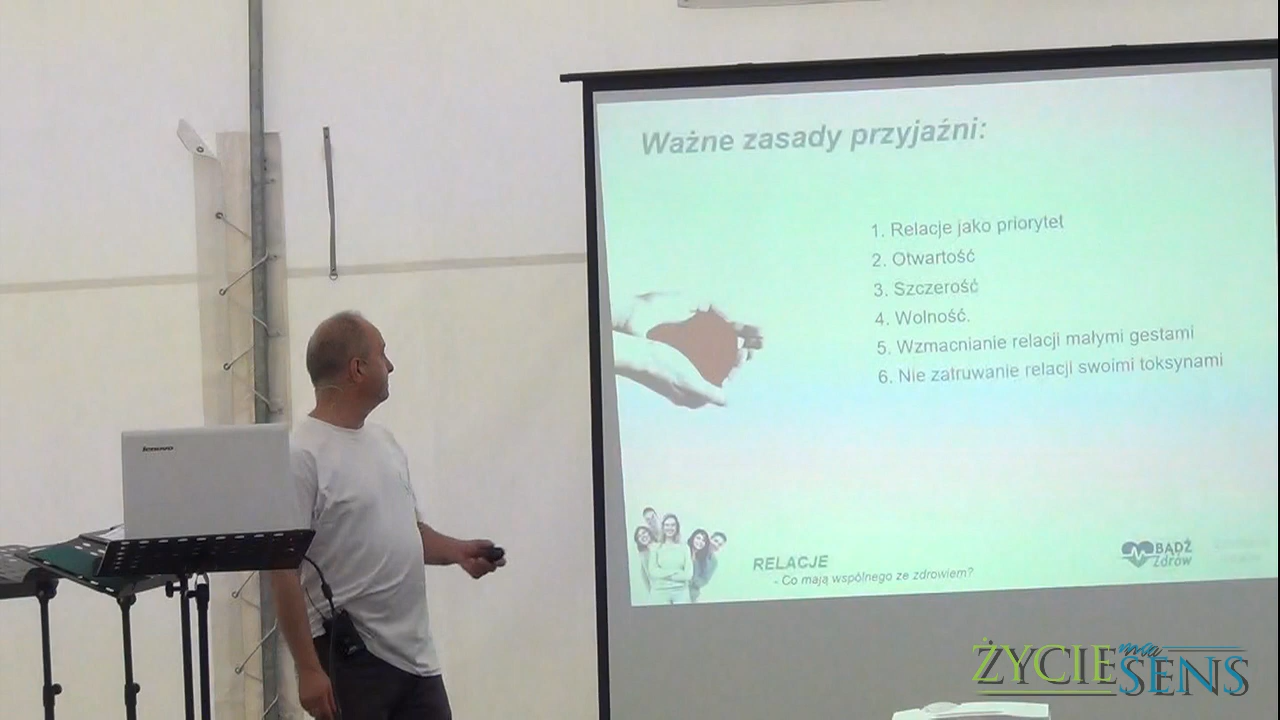 Ważne zasady przyjaźni:
1. Relacje jako priorytet
2. Otwartość
3. Szczerość
4. Wolność.
5. Wzmacnianie relacji małymi gestami
6. Nie zatruwanie relacji swoimi toksynami
RELACJE
- Co mają wspólnego ze zdrowiem?
BĄDŹ
Zdrów
lenovo
ŻYCIE ma SENS